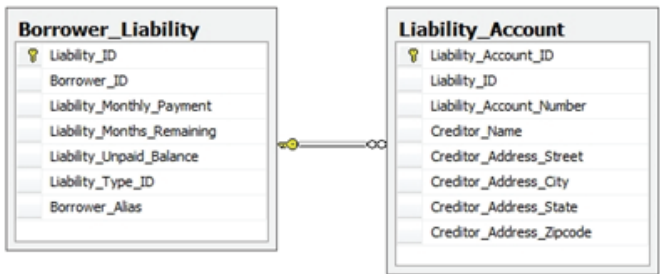 Borrower_Liability
Liability_ID
Borrower_ID
Liability_Monthly_Payment
Liability_Months_Remaining
Liability_Unpaid_Balance
Liability_Type_ID
Borrower_Alias
Liability_Account
Liability_Account_ID
Liability_ID
Liability_Account_Number
Creditor_Name
Creditor_Address_Street
Creditor_Address_City
Creditor_Address_State
Creditor_Address_Zipcode